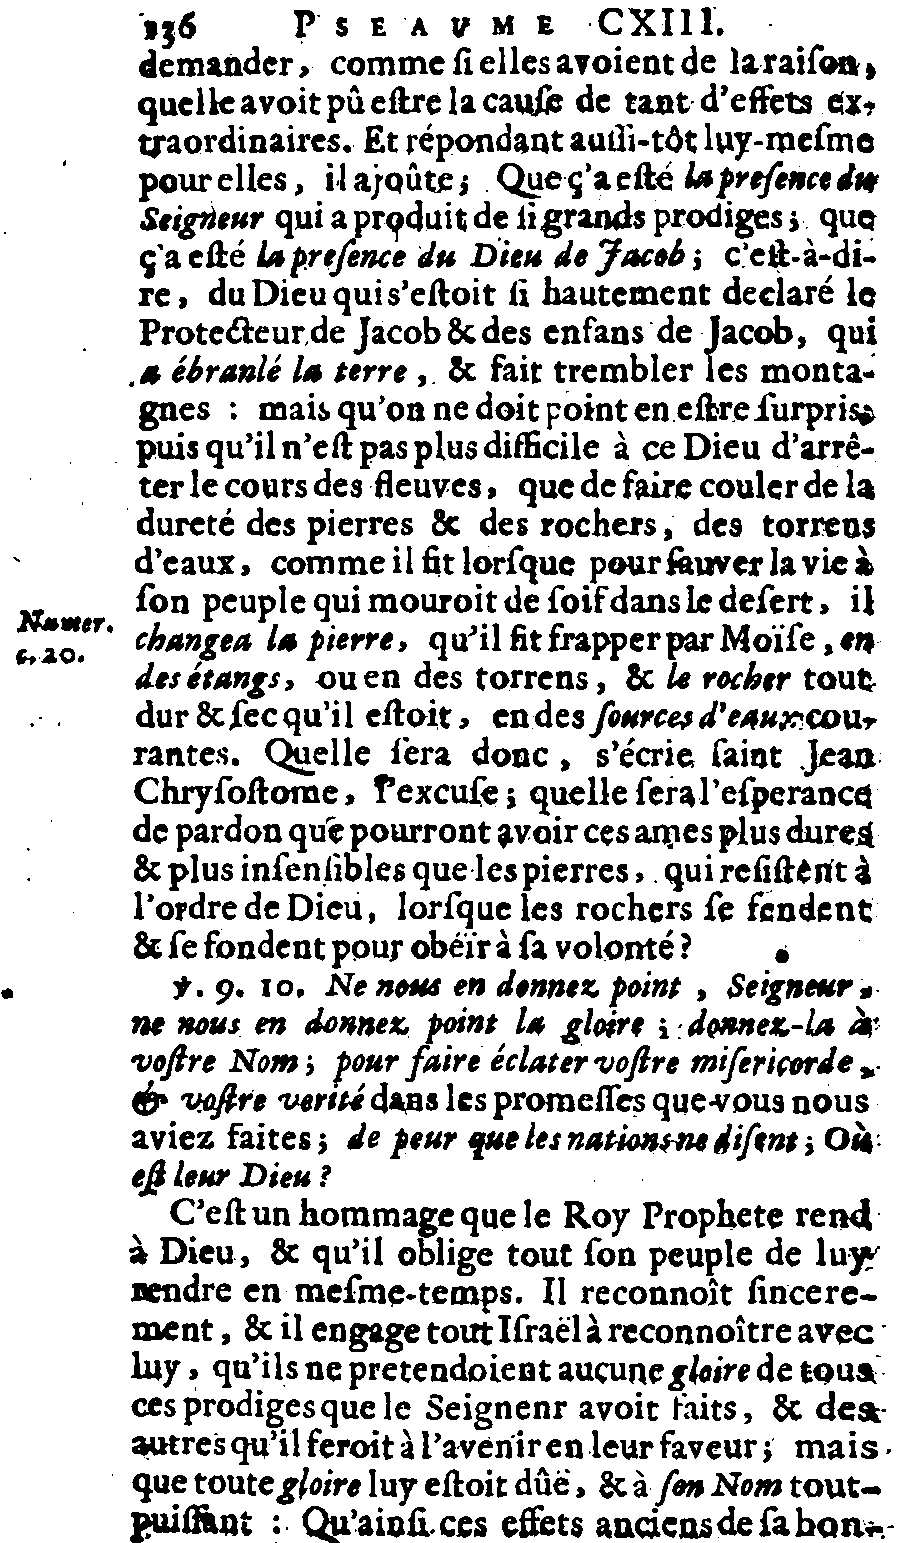 136 PSEAUME CXIII.
demander, comme ſi elles avoient de la raiſon,
quelle avoit pû eſtre la cauſe de tant d'effets ex-
traordinaires. Et répondant auſſi-tôt luy-meſme
pour elles, il ajoûte; Que ç'a eſté la preſence du
Seigneur qui a produit de ſi grands prodiges; que
ç'a eſté la preſence du Dieu de Jacob; c'eſt-à-di-
re, du Dieu qui s'eſtoit ſi hautement declaré le
Protecteur de Jacob & des enfans de Jacob, qui
a ébranlé la terre, & fait trembler les monta-
gnes : mais qu'on ne doit point en eſtre ſurpris,
puis qu'il n'eſt pas plus difficile à ce Dieu d'arrê-
ter le cours des fleuves, que de faire couler de la
dureté des pierres & des rochers, des torrens
d'eaux, comme il fit lorſque pour ſauver la vie à
ſon peuple qui mouroit de ſoif dans le deſert, il
Numer.
c. 20.
changea la pierre, qu'il fit frapper par Moïſe, en
des étangs, ou en des torrens, & le rocher tout
dur & ſec qu'il eſtoit, en des ſources d'eaux cou-
rantes. Quelle ſera donc, s'écrie ſaint Jean
Chryſoſtome, l'excuſe; quelle ſera l'eſperance
de pardon que pourront avoir ces ames plus dures
& plus inſenſibles que les pierres, qui reſiſtent à
l'ordre de Dieu, lorſque les rochers ſe fendent
& ſe fondent pour obéïr à ſa volonté?
℣. 9. 10. Ne nous en donnez point, Seigneur,
ne nous en donnez point la gloire; donnez-la à
voſtre Nom; pour faire éclater voſtre miſericorde,
& voſtre verité dans les promeſſes que vous nous
aviez faites; de peur que les nations ne diſent; Où
eſt leur Dieu?
C'eſt un hommage que le Roy Prophete rend
à Dieu, & qu'il oblige tout ſon peuple de luy
rendre en meſme-temps. Il reconnoît ſincere-
ment, & il engage tout Iſraël à reconnoître avec
luy, qu'ils ne pretendoient aucune gloire de tous
ces prodiges que le Seignenr avoit faits, & des
autres qu'il feroit à l'avenir en leur faveur; mais
que toute gloire luy eſtoit dûë, & à ſon Nom tout-
puiſſant : Qu'ainſi ces effets anciens de ſa bon-